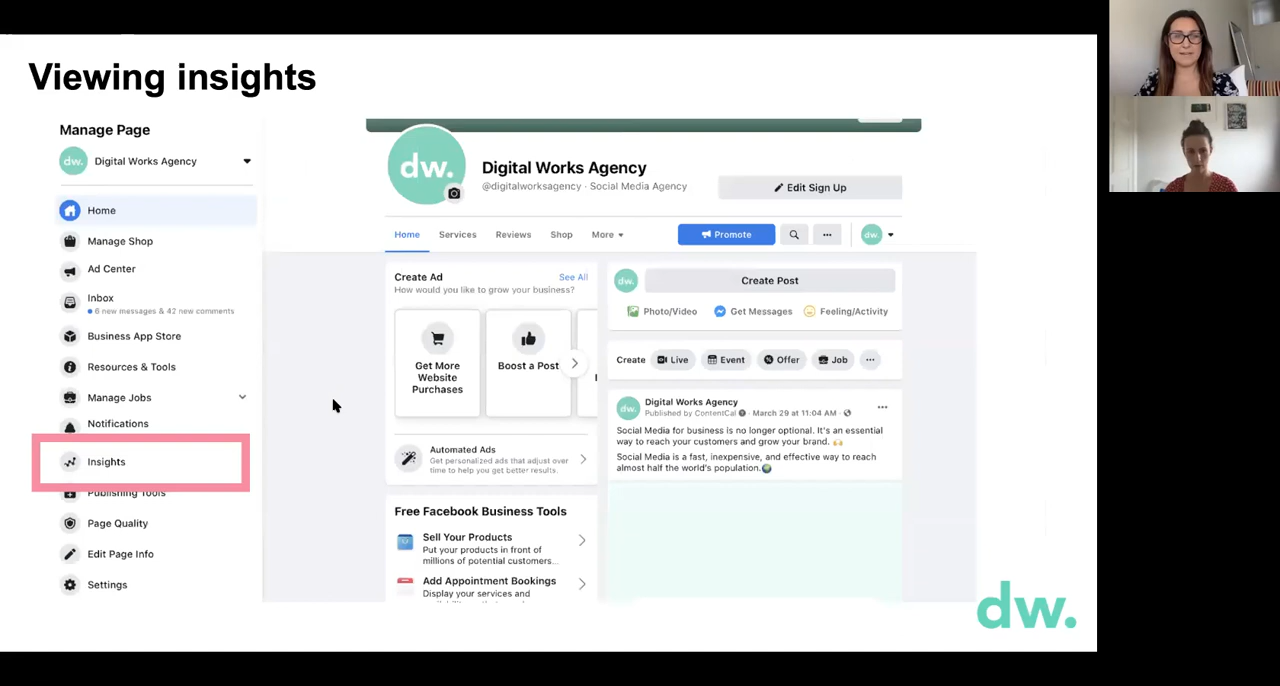 Viewing insights
Manage Page
dw.
Digital Works Agency
Home
Manage Shop
Ad Center
Inbox
6 new messages & 42 new comments
Business App Store
Resources & Tools
Manage Jobs
Notifications
Insights
Publishing Tools
Page Quality
Edit Page Info
Settings
dw.
Digital Works Agency
@digitalworksagency · Social Media Agency
Edit Sign Up
Home
Services
Reviews
Shop
More
Promote
dw.
Create Ad
See All
How would you like to grow your business?
Get More
Website
Purchases
Boost a Post
Automated Ads
Get personalized ads that adjust over
time to help you get better results.
Free Facebook Business Tools
Sell Your Products
Put your products in front of
millions of potential customers...
Add Appointment Bookings
Display your services and
dw.
Create Post
Photo/Video
Get Messages
Feeling/Activity
Create
Live
Event
Offer
Job
dw.
Digital Works Agency
Published by ContentCal · March 29 at 11:04 AM ·
Social Media for business is no longer optional. It's an essential
way to reach your customers and grow your brand. 🙌
Social Media is a fast, inexpensive, and effective way to reach
almost half the world's population.🌍
dw.